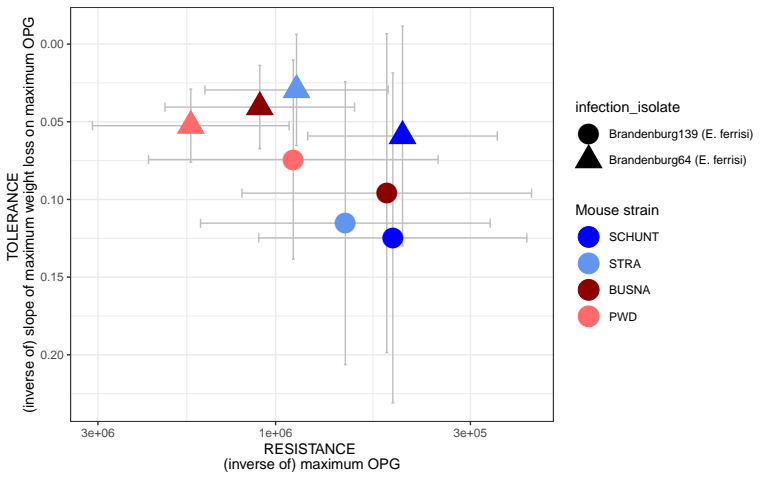 0.00
0.05
0.10
0.15
0.20
TOLERANCE
(inverse of) slope of maximum weight loss on maximum OPG
3e+06
1e+06
3e+05
RESISTANCE
(inverse of) maximum OPG
infection_isolate
Brandenburg139 (E. ferrisi)
Brandenburg64 (E. ferrisi)
Mouse strain
SCHUNT
STRA
BUSNA
PWD